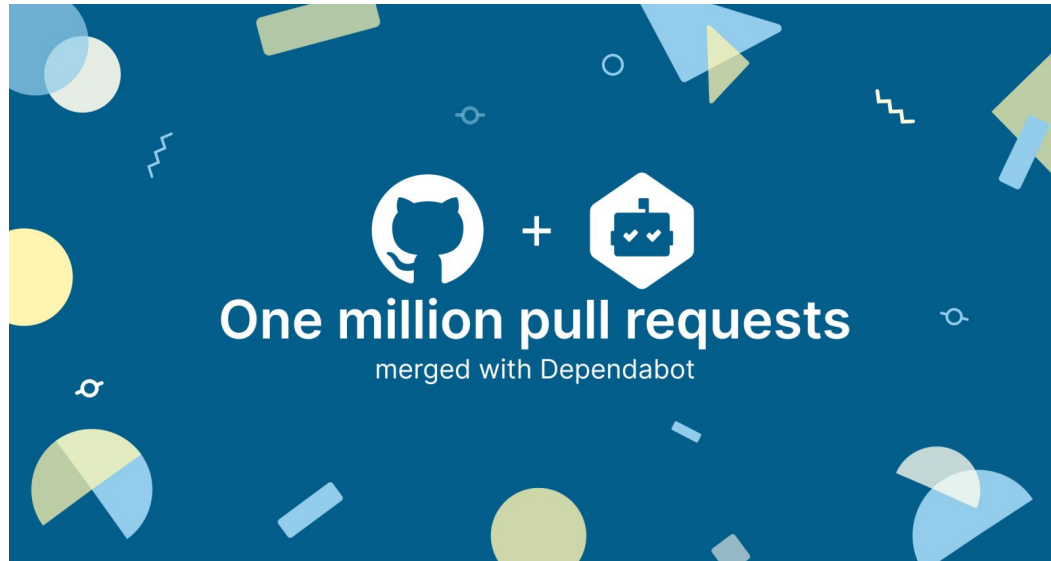 +
One million pull requests
merged with Dependabot